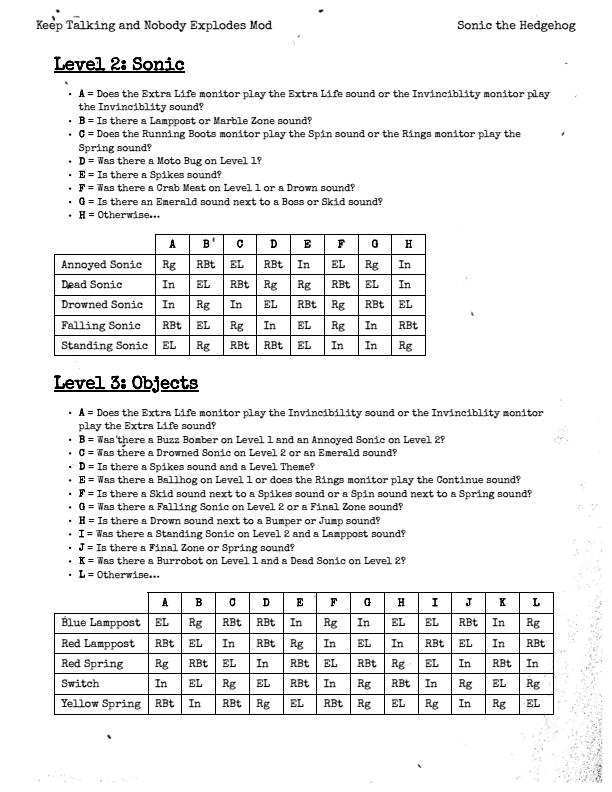 Keep Talking and Nobody Explodes Mod Sonic the Hedgehog
Level 2: Sonic
• A = Does the Extra Life monitor play the Extra Life sound or the Invinciblity monitor play
the Invinciblity sound?
• B = Is there a Lamppost or Marble Zone sound?
• C = Does the Running Boots monitor play the Spin sound or the Rings monitor play the
Spring sound?
• D = Was there a Moto Bug on Level 1?
• E = Is there a Spikes sound?
• F = Was there a Crab Meat on Level 1 or a Drown sound?
• G = Is there an Emerald sound next to a Boss or Skid sound?
• H = Otherwise...
A B C D E F G H
Annoyed Sonic Rg RBt EL RBt In EL Rg In
Dead Sonic In EL RBt Rg Rg RBt EL In
Drowned Sonic In Rg In EL RBt Rg RBt EL
Falling Sonic RBt EL Rg In EL Rg In RBt
Standing Sonic EL Rg RBt RBt EL In In Rg
Level 3: Objects
• A = Does the Extra Life monitor play the Invincibility sound or the Invinciblity monitor
play the Extra Life sound?
• B = Was there a Buzz Bomber on Level 1 and an Annoyed Sonic on Level 2?
• C = Was there a Drowned Sonic on Level 2 or an Emerald sound?
• D = Is there a Spikes sound and a Level Theme?
• E = Was there a Ballhog on Level 1 or does the Rings monitor play the Continue sound?
• F = Is there a Skid sound next to a Spikes sound or a Spin sound next to a Spring sound?
• G = Was there a Falling Sonic on Level 2 or a Final Zone sound?
• H = Is there a Drown sound next to a Bumper or Jump sound?
• I = Was there a Standing Sonic on Level 2 and a Lamppost sound?
• J = Is there a Final Zone or Spring sound?
• K = Was there a Burrobot on Level 1 and a Dead Sonic on Level 2?
• L = Otherwise...
A B C D E F G H I J K L
Blue Lamppost EL Rg RBt RBt In Rg In EL EL RBt In Rg
Red Lamppost RBt EL In RBt Rg In EL In RBt EL In RBt
Red Spring Rg RBt EL In RBt EL RBt Rg EL In RBt In
Switch In EL Rg EL RBt In Rg RBt In Rg EL Rg
Yellow Spring RBt In RBt Rg EL RBt Rg EL Rg In Rg EL